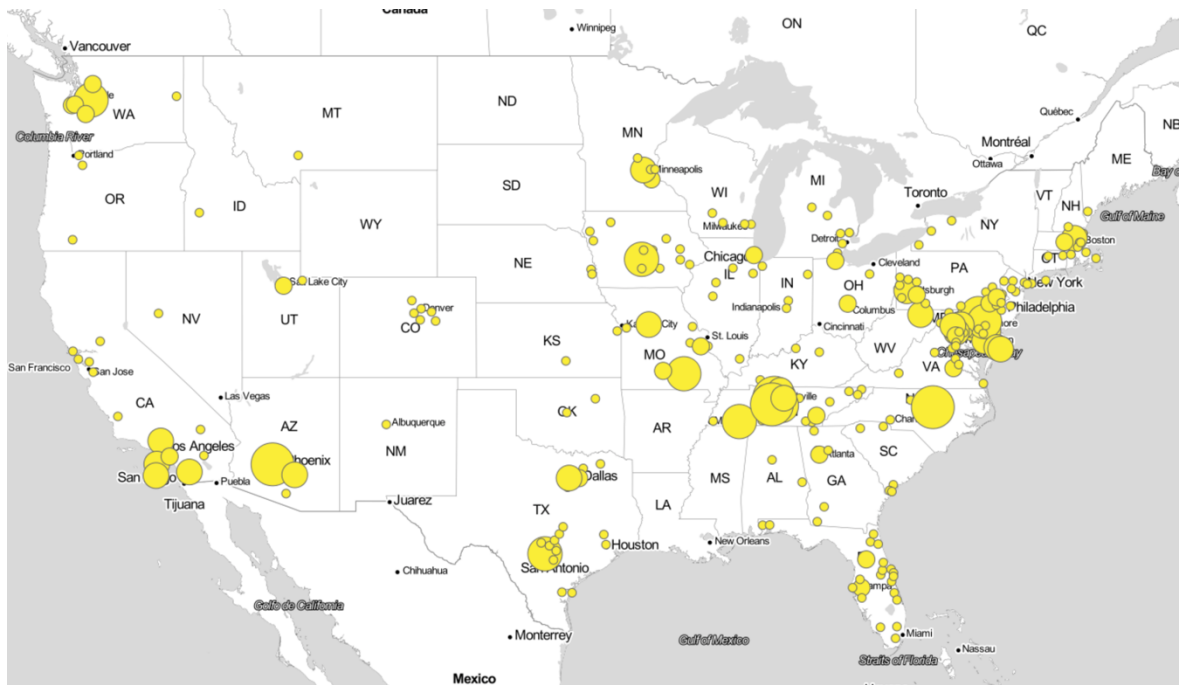 Canada
Winnipeg
ON
QC
Vancouver
Québec
NB
WA
MT
ND
MN
Montréal
Ottawa
ME
Columbia River
Portland
Minneapolis
Bay o
OR
ID
SD
WI
MI
Toronto
VT
NH
Gulf of Maine
WY
Milwaukee
NY
Detroit
Boston
Salt Lake City
NE
Chicago
Cleveland
CT
NV
UT
Denver
IL
IN
OH
PA
New York
Indianapolis
Columbus
Philadelphia
CO
KS
MO
St. Louis
Cincinnati
WV
San Francisco
San Jose
KY
VA
CA
Las Vegas
OK
AZ
Albuquerque
NM
AR
Los Angeles
Atlanta
SC
Puebla
Dallas
MS
AL
GA
Tijuana
Juarez
TX
LA
Houston
New Orleans
San Antonio
Chihuahua
Golfo de California
Monterrey
Gulf of Mexico
Miami
Nassau
Straits of Florida
Mexico